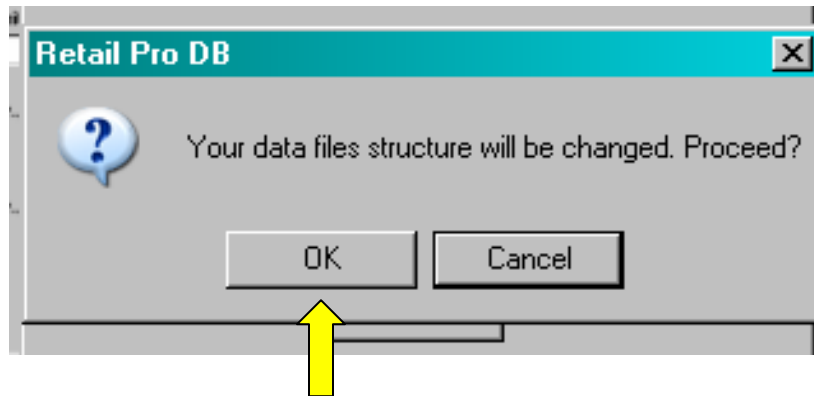 Retail Pro DB
Your data files structure will be changed. Proceed?
OK
Cancel